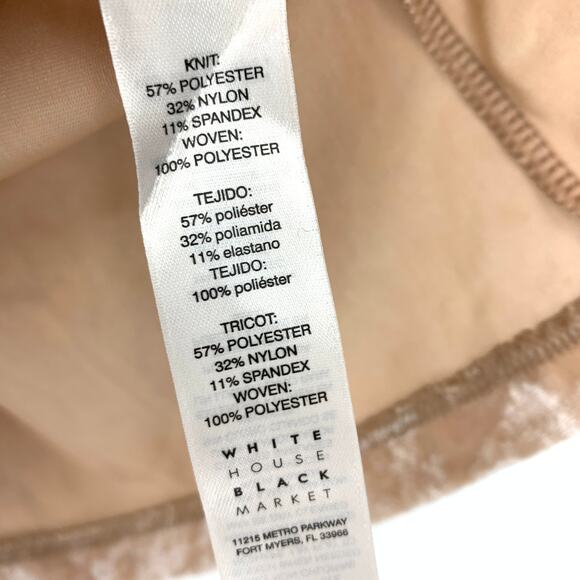 KNIT:
57% POLYESTER
32% NYLON
11% SPANDEX
WOVEN:
100% POLYESTER
TEJIDO:
57% poliéster
32% poliamida
11% elastano
TEJIDO:
100% poliéster
TRICOT:
57% POLYESTER
32% NYLON
11% SPANDEX
WOVEN:
100% POLYESTER
WHITE
HOUSE
BLACK
MARKET
11215 METRO PARKWAY
FORT MYERS, FL 33966